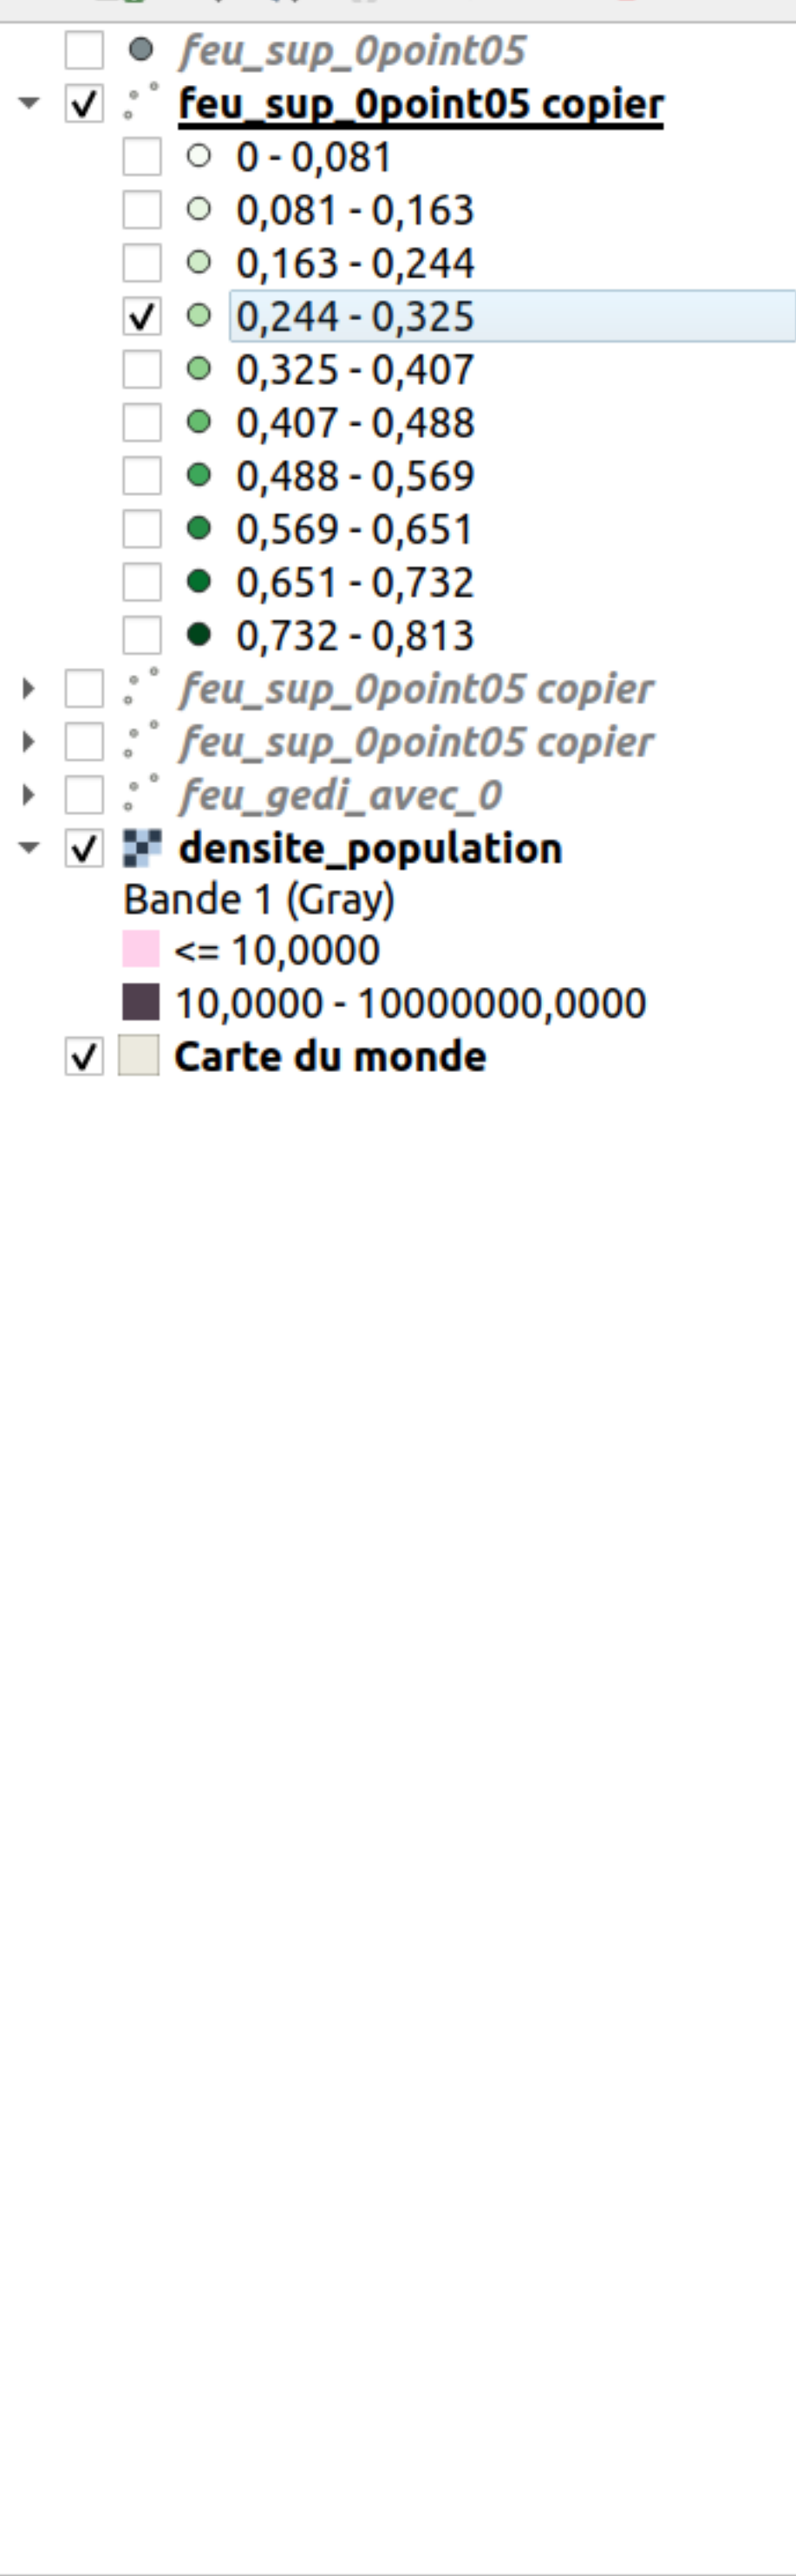 feu_sup_0point05
feu_sup_0point05 copier
0 - 0,081
0,081 - 0,163
0,163 - 0,244
0,244 - 0,325
0,325 - 0,407
0,407 - 0,488
0,488 - 0,569
0,569 - 0,651
0,651 - 0,732
0,732 - 0,813
feu_sup_0point05 copier
feu_sup_0point05 copier
feu_gedi_avec_0
densite_population
Bande 1 (Gray)
<= 10,0000
10,0000 - 10000000,0000
Carte du monde